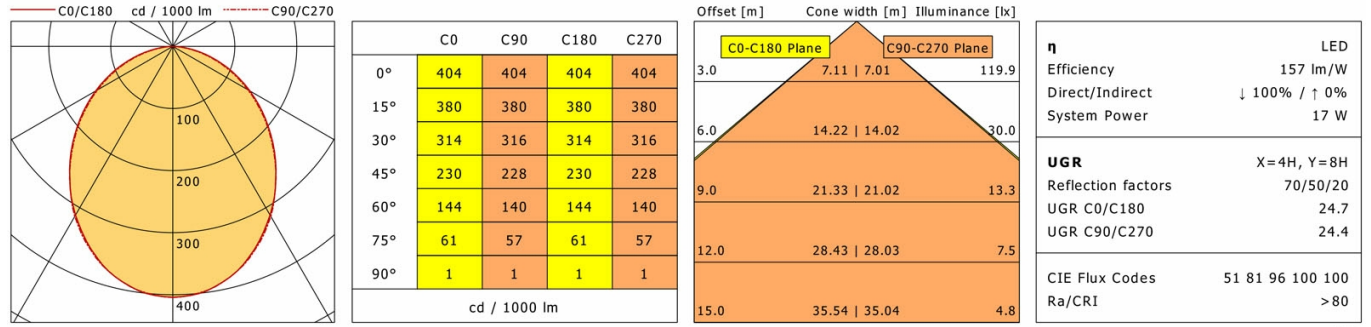 C0/C180 cd / 1000 lm C90/C270
100
200
300
400
C0 C90 C180 C270
0° 404 404 404 404
15° 380 380 380 380
30° 314 316 314 316
45° 230 228 230 228
60° 144 140 144 140
75° 61 57 61 57
90° 1 1 1 1
cd / 1000 lm
Offset [m] Cone width [m] Illuminance [lx]
C0-C180 Plane C90-C270 Plane
3.0 7.11 | 7.01 119.9
6.0 14.22 | 14.02 30.0
9.0 21.33 | 21.02 13.3
12.0 28.43 | 28.03 7.5
15.0 35.54 | 35.04 4.8
η LED
Efficiency 157 lm/W
Direct/Indirect ↓ 100% / ↑ 0%
System Power 17 W
UGR X=4H, Y=8H
Reflection factors 70/50/20
UGR C0/C180 24.7
UGR C90/C270 24.4
CIE Flux Codes 51 81 96 100 100
Ra/CRI >80